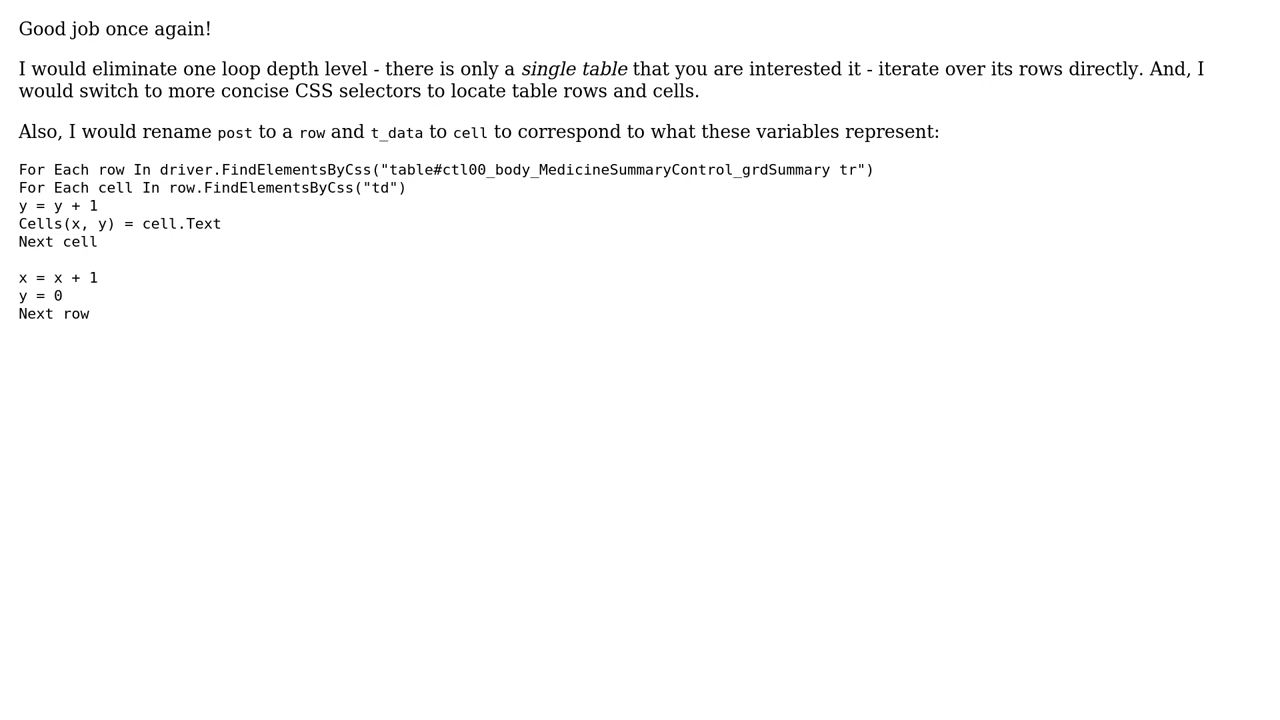 Good job once again!
I would eliminate one loop depth level - there is only a single table that you are interested it - iterate over its rows directly. And, I
would switch to more concise CSS selectors to locate table rows and cells.
Also, I would rename post to a row and t_data to cell to correspond to what these variables represent:
For Each row In driver.FindElementsByCss("table#ctl00_body_MedicineSummaryControl_grdSummary tr")
For Each cell In row.FindElementsByCss("td")
y = y + 1
Cells(x, y) = cell.Text
Next cell
x = x + 1
y = 0
Next row